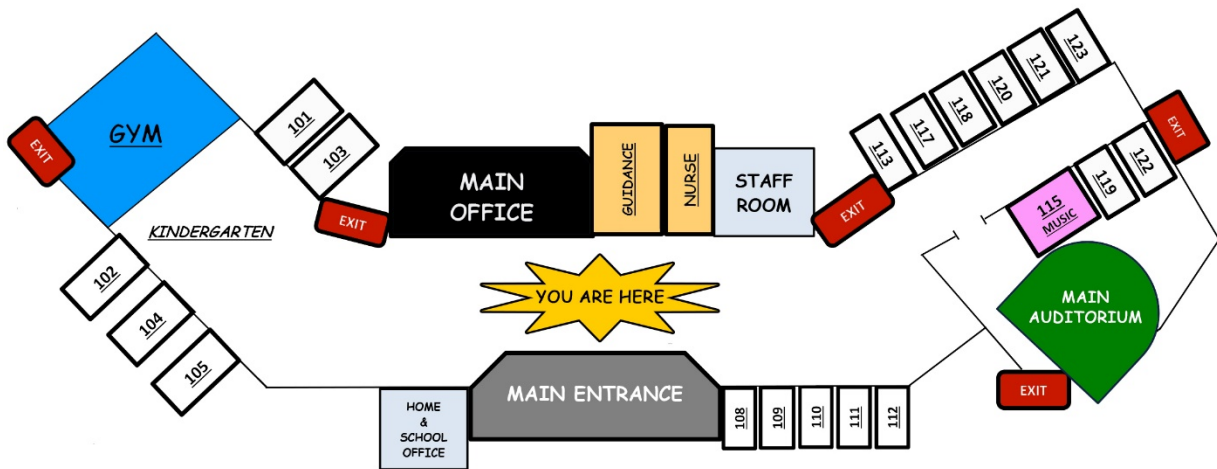 GYM
EXIT
101
103
EXIT
KINDERGARTEN
102
104
105
MAIN
OFFICE
GUIDANCE
NURSE
STAFF
ROOM
YOU ARE HERE
HOME
&
SCHOOL
OFFICE
MAIN ENTRANCE
108
109
110
111
112
EXIT
113
117
118
120
121
123
EXIT
115
MUSIC
119
122
MAIN
AUDITORIUM
EXIT